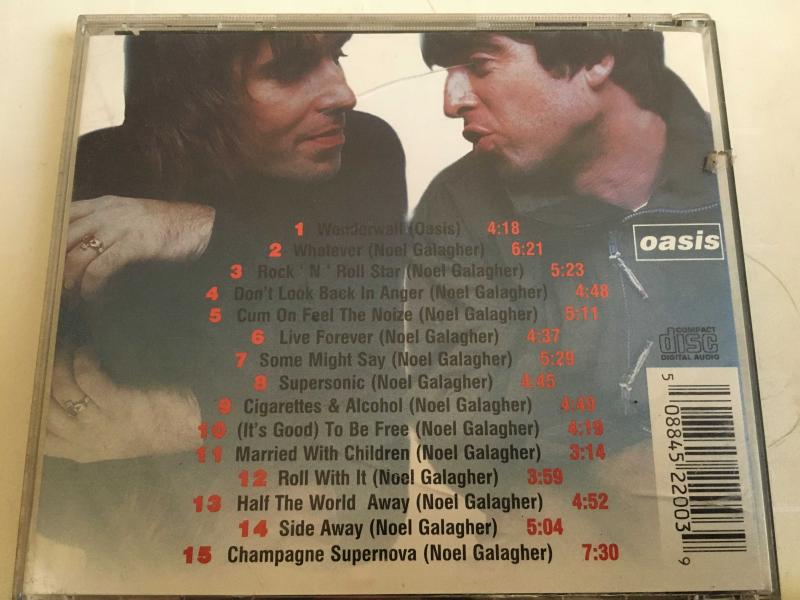 1 Wonderwall (Oasis) 4:18
2 Whatever (Noel Galagher) 6:21
3 Rock ' N ' Roll Star (Noel Galagher) 5:23
4 Don't Look Back In Anger (Noel Galagher) 4:48
5 Cum On Feel The Noize (Noel Galagher) 5:11
6 Live Forever (Noel Galagher) 4:37
7 Some Might Say (Noel Galagher) 5:29
8 Supersonic (Noel Galagher) 4:45
9 Cigarettes & Alcohol (Noel Galagher) 4:49
10 (It's Good) To Be Free (Noel Galagher) 4:19
11 Married With Children (Noel Galagher) 3:14
12 Roll With It (Noel Galagher) 3:59
13 Half The World Away (Noel Galagher) 4:52
14 Side Away (Noel Galagher) 5:04
15 Champagne Supernova (Noel Galagher) 7:30
oasis
COMPACT
disc
DIGITAL AUDIO
5 088845 220039